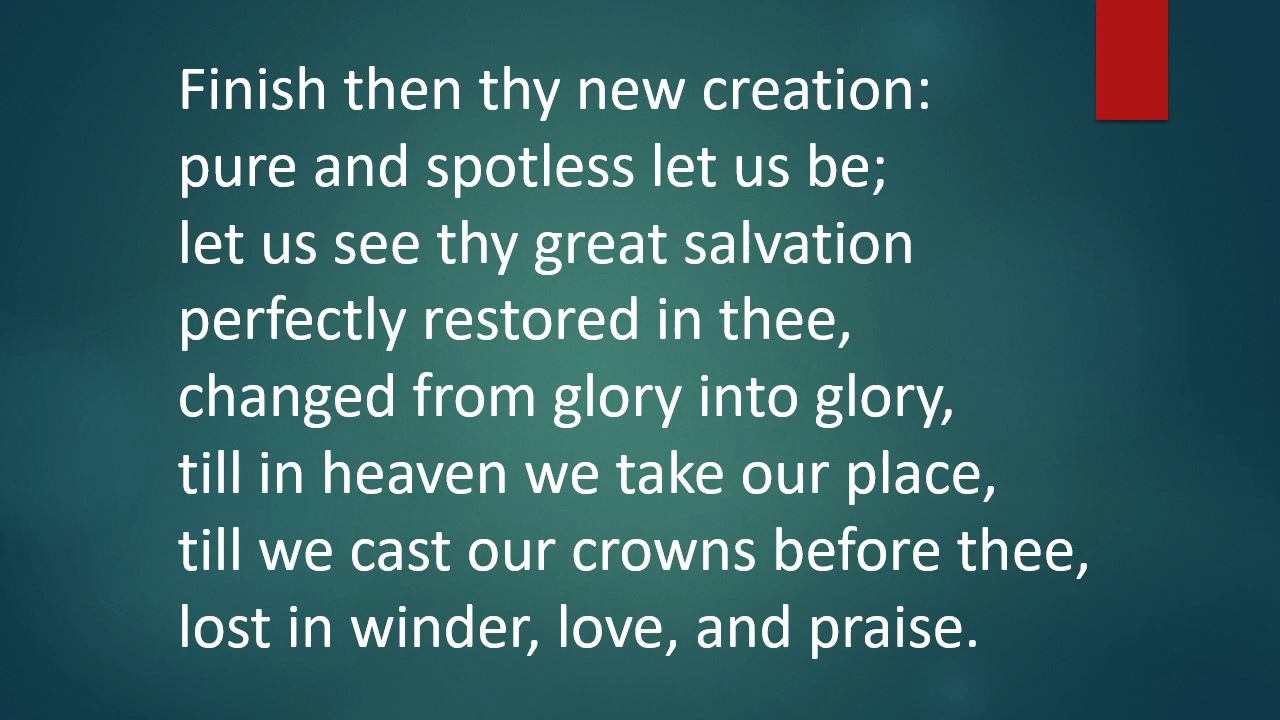 Finish then thy new creation:
pure and spotless let us be;
let us see thy great salvation
perfectly restored in thee,
changed from glory into glory,
till in heaven we take our place,
till we cast our crowns before thee,
lost in winder, love, and praise.